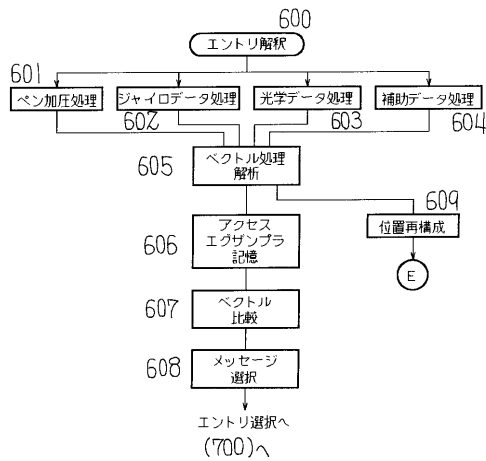 600
エントリ解釈
601
ペン加圧処理
ジャイロデータ処理
光学データ処理
補助データ処理
602
603
604
605
ベクトル処理
解析
609
位置再構成
606
アクセス
エグザンプラ
記憶
E
607
ベクトル
比較
608
メッセージ
選択
エントリ選択へ
(700)へ